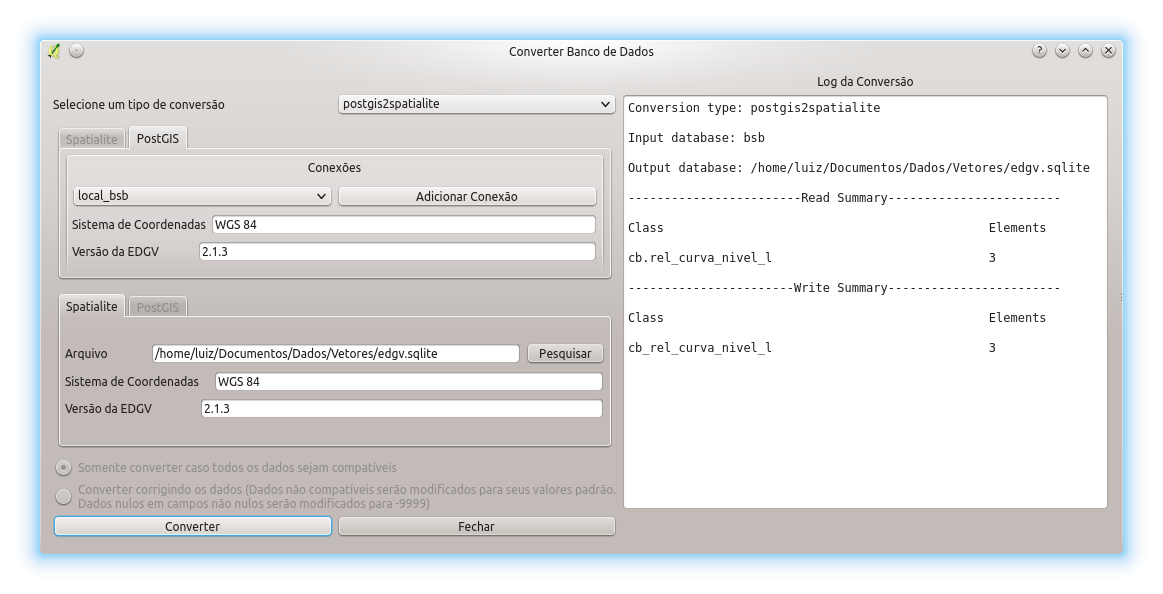 Converter Banco de Dados
Selecione um tipo de conversão
postgis2spatialite
Spatialite
PostGIS
Conexões
local_bsb
Adicionar Conexão
Sistema de Coordenadas
WGS 84
Versão da EDGV
2.1.3
Spatialite
PostGIS
Arquivo
/home/luiz/Documentos/Dados/Vetores/edgv.sqlite
Pesquisar
Sistema de Coordenadas
WGS 84
Versão da EDGV
2.1.3
Somente converter caso todos os dados sejam compatíveis
Converter corrigindo os dados (Dados não compatíveis serão modificados para seus valores padrão.
Dados nulos em campos não nulos serão modificados para -9999)
Converter
Fechar
Log da Conversão
Conversion type: postgis2spatialite
Input database: bsb
Output database: /home/luiz/Documentos/Dados/Vetores/edgv.sqlite
------------------------Read Summary------------------------
Class Elements
cb.rel_curva_nivel_l 3
-----------------------Write Summary------------------------
Class Elements
cb_rel_curva_nivel_l 3